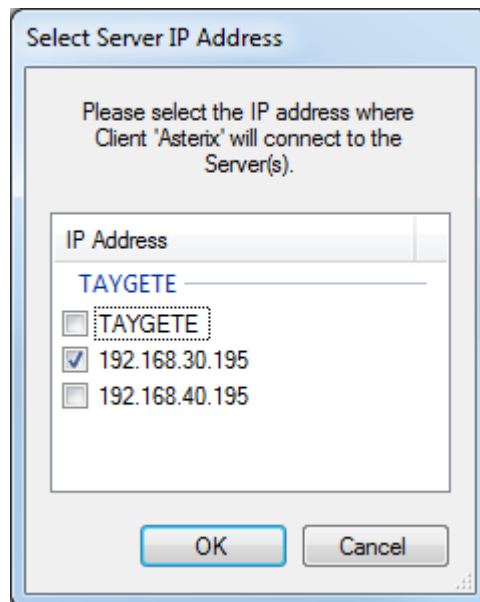 Select Server IP Address
Please select the IP address where
Client 'Asterix' will connect to the
Server(s).
IP Address
TAYGETE
TAYGETE
192.168.30.195
192.168.40.195
OK
Cancel